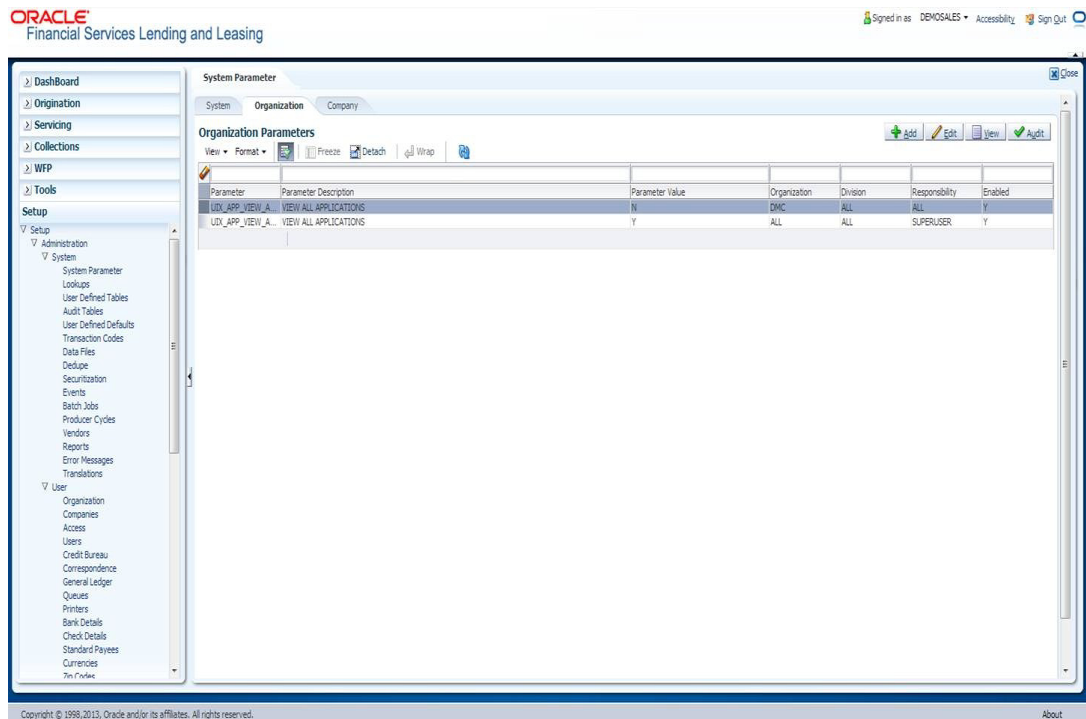 ORACLE'
Financial Services Lending and Leasing
Signed in as DEMOSALES Accessibility Sign Out
Close
DashBoard
Origination
Servicing
Collections
WFP
Tools
Setup
Setup
Administration
System
System Parameter
Lookups
User Defined Tables
Audit Tables
User Defined Defaults
Transaction Codes
Data Files
Dedupe
Securitization
Events
Batch Jobs
Producer Cycles
Vendors
Reports
Error Messages
Translations
User
Organization
Companies
Access
Users
Credit Bureau
Correspondence
General Ledger
Queues
Printers
Bank Details
Check Details
Standard Payees
Currencies
Zip Codes
System Parameter
System Organization Company
Organization Parameters
Add Edit View Audit
View Format Freeze Detach Wrap
Parameter Parameter Description Parameter Value Organization Division Responsibility Enabled
UIX_APP_VIEW_A... VIEW ALL APPLICATIONS N DMC ALL ALL Y
UIX_APP_VIEW_A... VIEW ALL APPLICATIONS Y ALL ALL SUPERUSER Y
Copyright © 1998,2013, Oracle and/or its affiliates. All rights reserved.
About